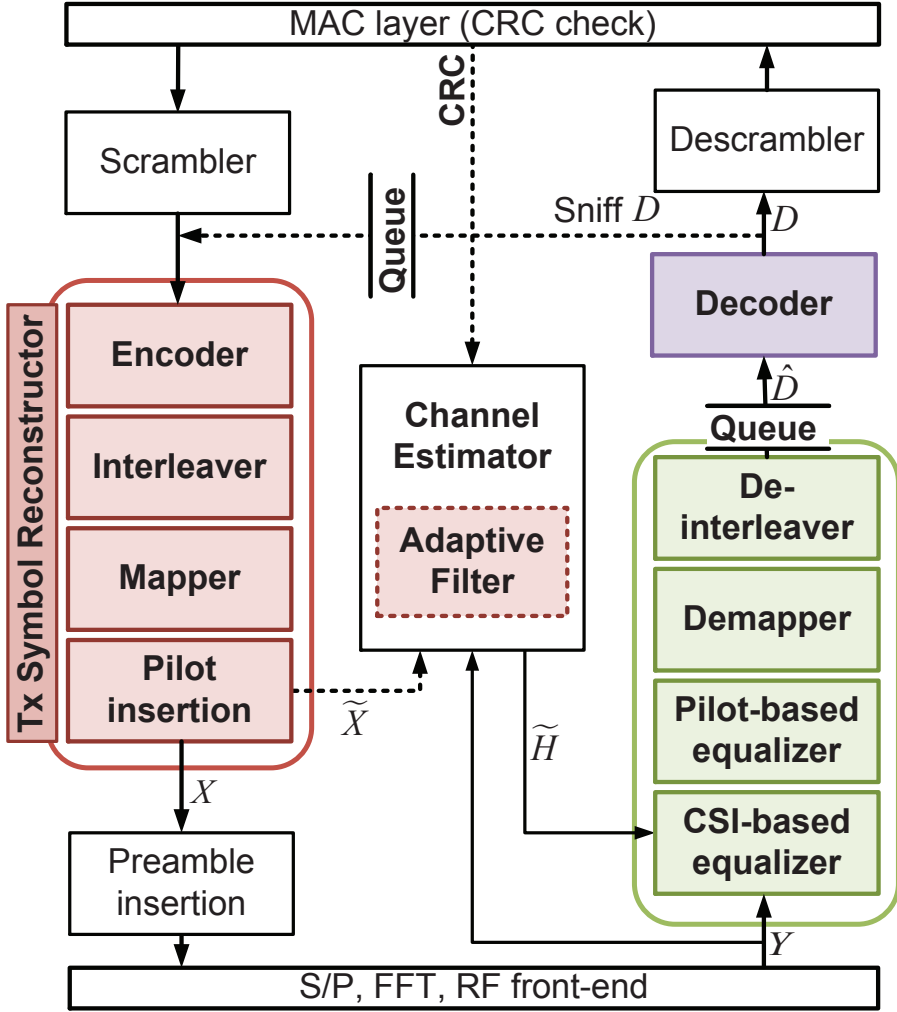 MAC layer (CRC check)
CRC
Scrambler
Descrambler
Queue
Sniff D
D
Tx Symbol Reconstructor
Encoder
Interleaver
Mapper
Pilot
insertion
X̃
X
Preamble
insertion
Channel
Estimator
Adaptive
Filter
H̃
Decoder
D̂
Queue
De-
interleaver
Demapper
Pilot-based
equalizer
CSI-based
equalizer
Y
S/P, FFT, RF front-end